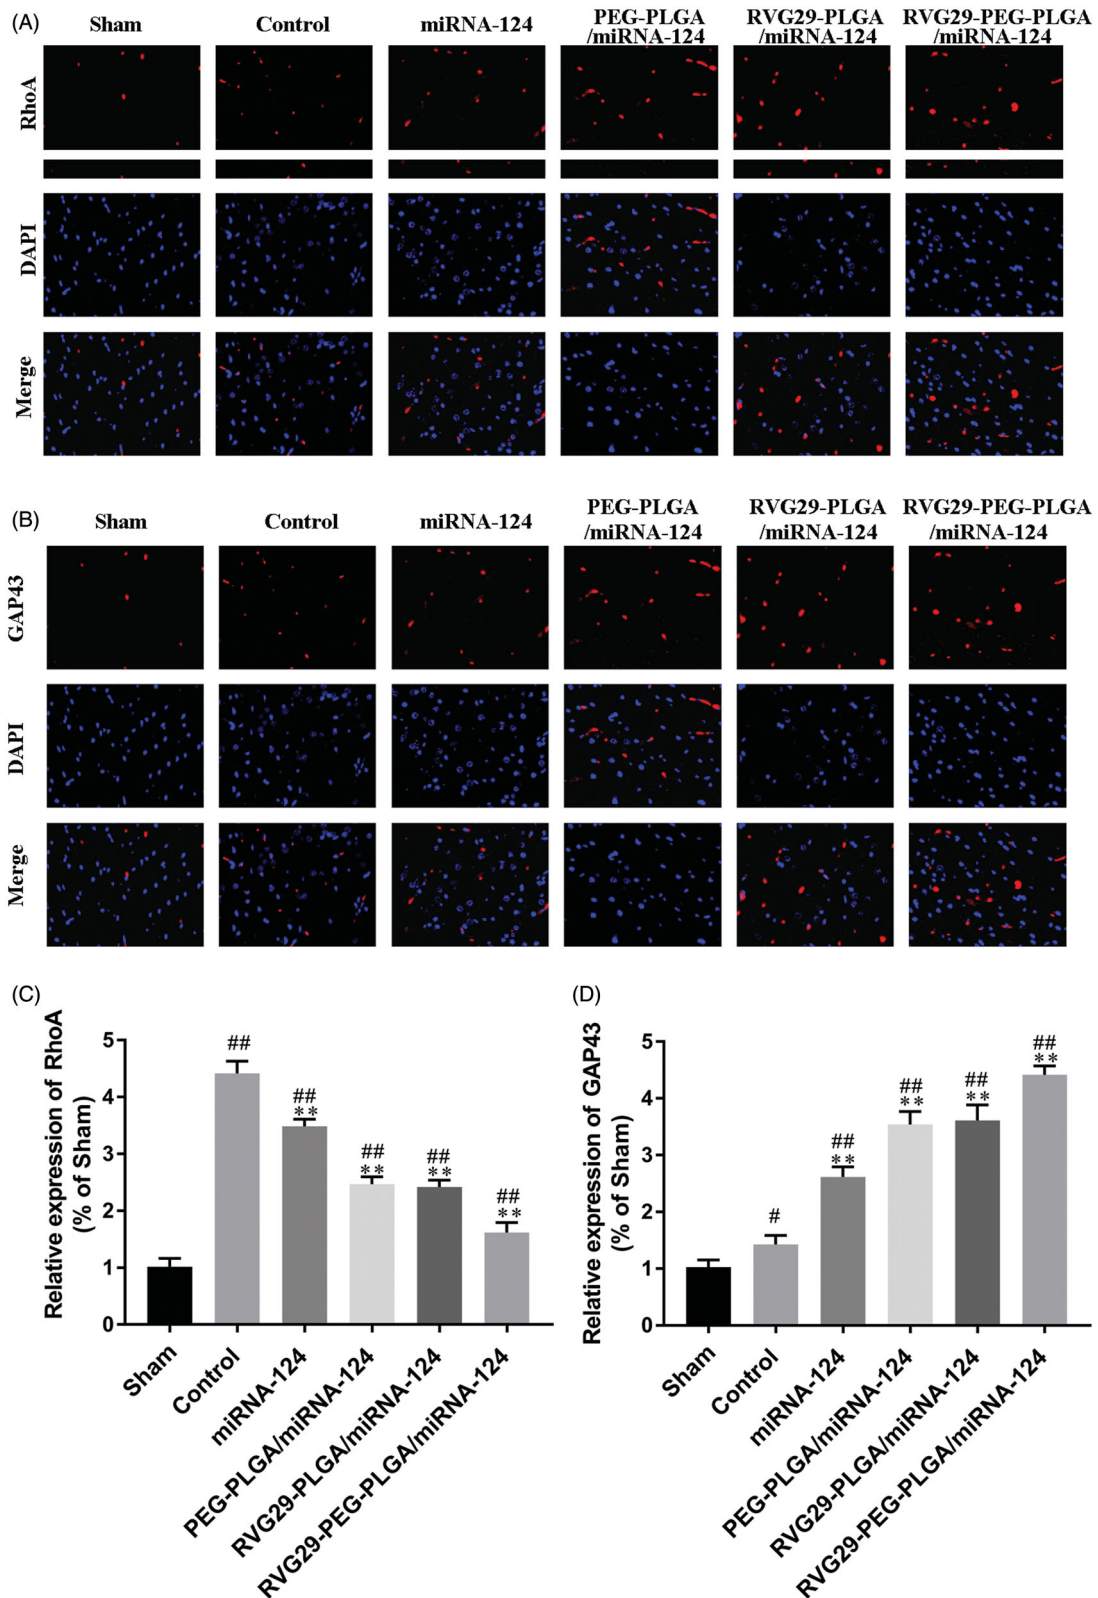 (A)
Sham
Control
miRNA-124
PEG-PLGA
/miRNA-124
RVG29-PLGA
/miRNA-124
RVG29-PEG-PLGA
/miRNA-124
RhoA
DAPI
Merge
(B)
Sham
Control
miRNA-124
PEG-PLGA
/miRNA-124
RVG29-PLGA
/miRNA-124
RVG29-PEG-PLGA
/miRNA-124
GAP43
DAPI
Merge
(C)
Relative expression of RhoA
(% of Sham)
5
4
3
2
1
0
##
##
**
##
**
##
**
##
**
Sham
Control
miRNA-124
PEG-PLGA/miRNA-124
RVG29-PLGA/miRNA-124
RVG29-PEG-PLGA/miRNA-124
(D)
Relative expression of GAP43
(% of Sham)
5
4
3
2
1
0
#
##
**
##
**
##
**
##
**
Sham
Control
miRNA-124
PEG-PLGA/miRNA-124
RVG29-PLGA/miRNA-124
RVG29-PEG-PLGA/miRNA-124